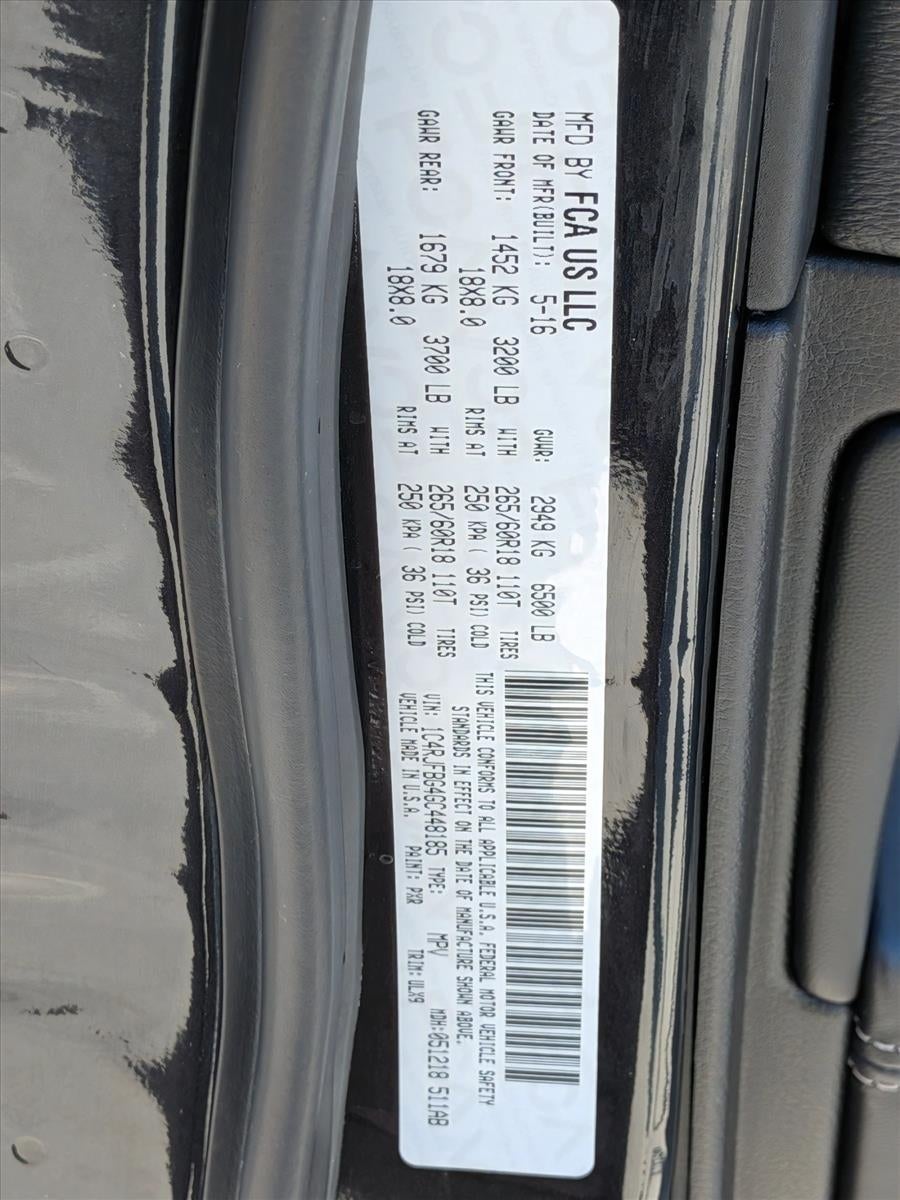 MFD BY FCA US LLC
DATE OF MFR(BUILT): 5-16 GVWR: 2949 KG 6500 LB
GAWR FRONT: 1452 KG 3200 LB WITH 265/60R18 110T TIRES
18X8.0 RIMS AT 250 KPA ( 36 PSI) COLD
GAWR REAR: 1679 KG 3700 LB WITH 265/60R18 110T TIRES
18X8.0 RIMS AT 250 KPA ( 36 PSI) COLD
THIS VEHICLE CONFORMS TO ALL APPLICABLE U.S.A. FEDERAL MOTOR VEHICLE SAFETY
STANDARDS IN EFFECT ON THE DATE OF MANUFACTURE SHOWN ABOVE.
VIN: 1C4RJFBG4GC448185 TYPE: MPV MDH:051218 511AB
VEHICLE MADE IN U.S.A. PAINT: PXR TRIM:ULX9